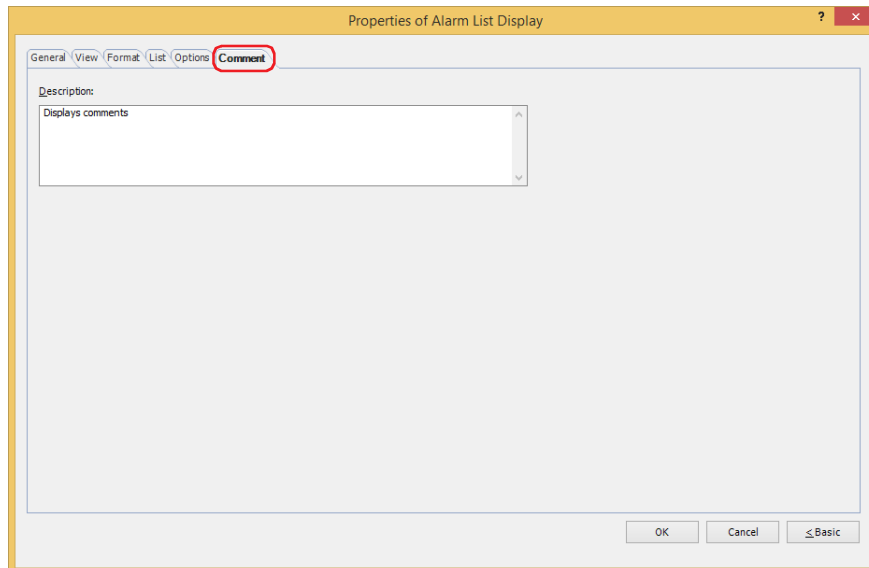 Properties of Alarm List Display
? ×
General View Format List Options Comment
Description:
Displays comments
OK Cancel ≤ Basic